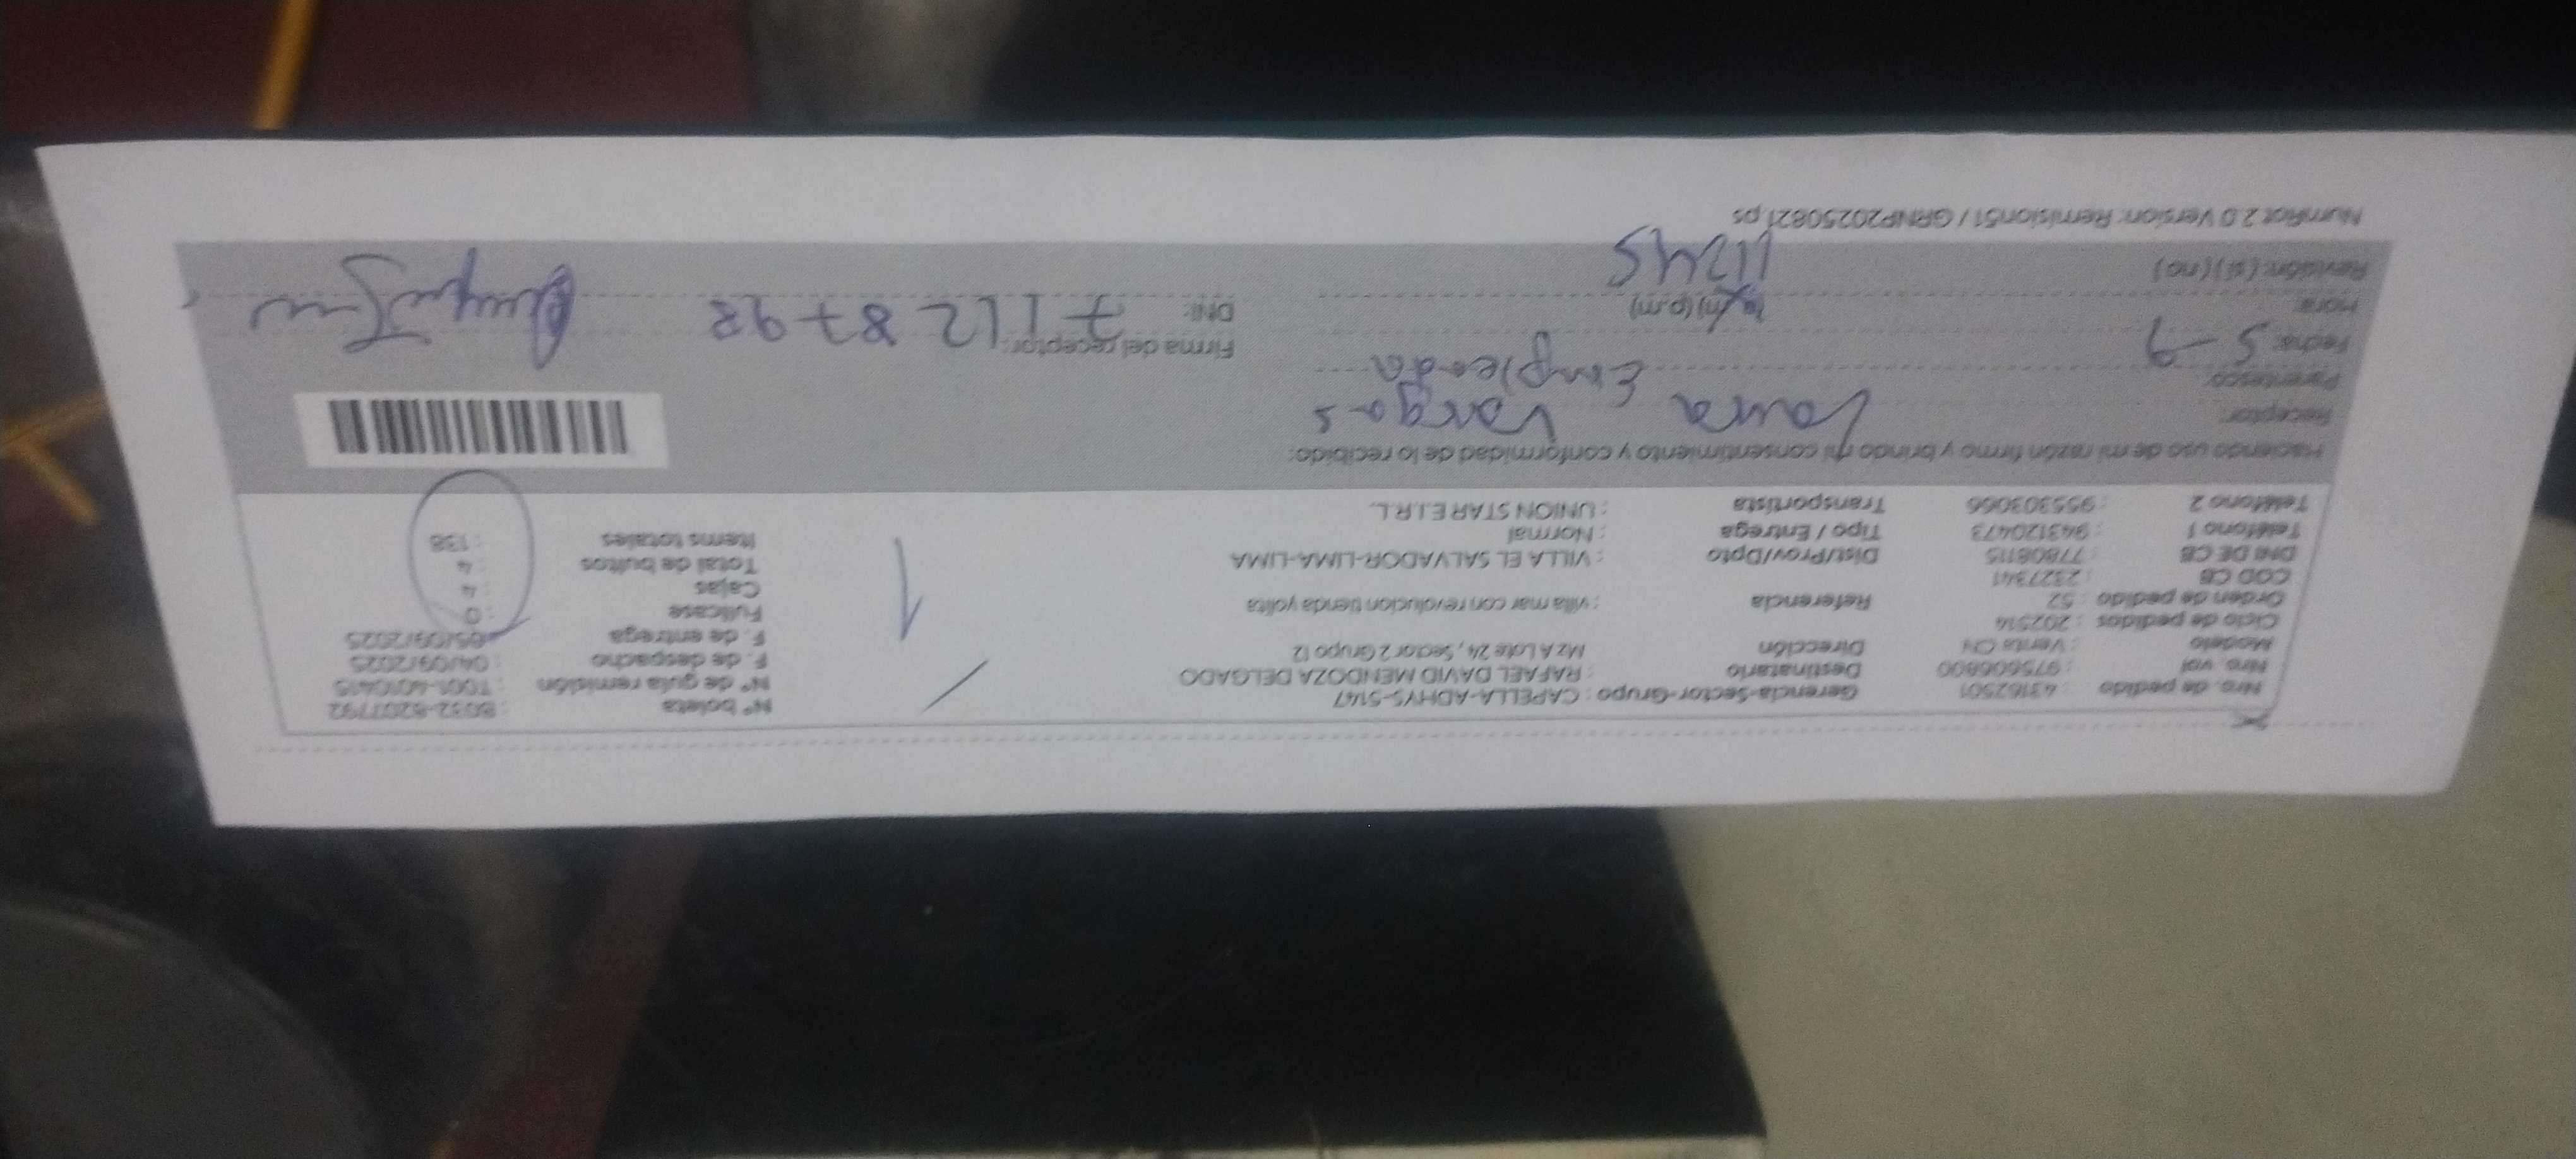 Nro. de pedido : 43162501 Gerencia-Sector-Grupo : CAPELLA-ADHYS-5147 N° boleta : B032-8207792
Nro. vol : 975606800 Destinatario : RAFAEL DAVID MENDOZA DELGADO N° de guía remisión : T001-4010415
Modelo : Venta CN Dirección Mz A Lote 24, Sector 2 Grupo 12 F. de despacho : 04/09/2025
Ciclo de pedidos : 202514 F. de entrega 05/09/2025
Orden de pedido : 52 Referencia : villa mar con revolucion tienda yolita Fullcase : 0
COD CB : 2327341 Cajas : 4
DNI DE CB : 77808115 Dist/Prov/Dpto : VILLA EL SALVADOR-LIMA-LIMA Total de bultos : 4
Teléfono 1 : 943120473 Tipo / Entrega : Normal Items totales : 138
Teléfono 2 : 955303066 Transportista : UNION STAR E.I.R.L.
Haciendo uso de mi razón firmo y brindo mi consentimiento y conformidad de lo recibido:
Receptor: Laura Vargas
Parentesco: Empleada
Fecha: 5-9 Firma del receptor:
Hora: (a.m) (p.m) DNI: 71128798
Revisión: (si) (no) 11:45
NumRot 2.0 Version: Remision51 / GRNP20250821.ps